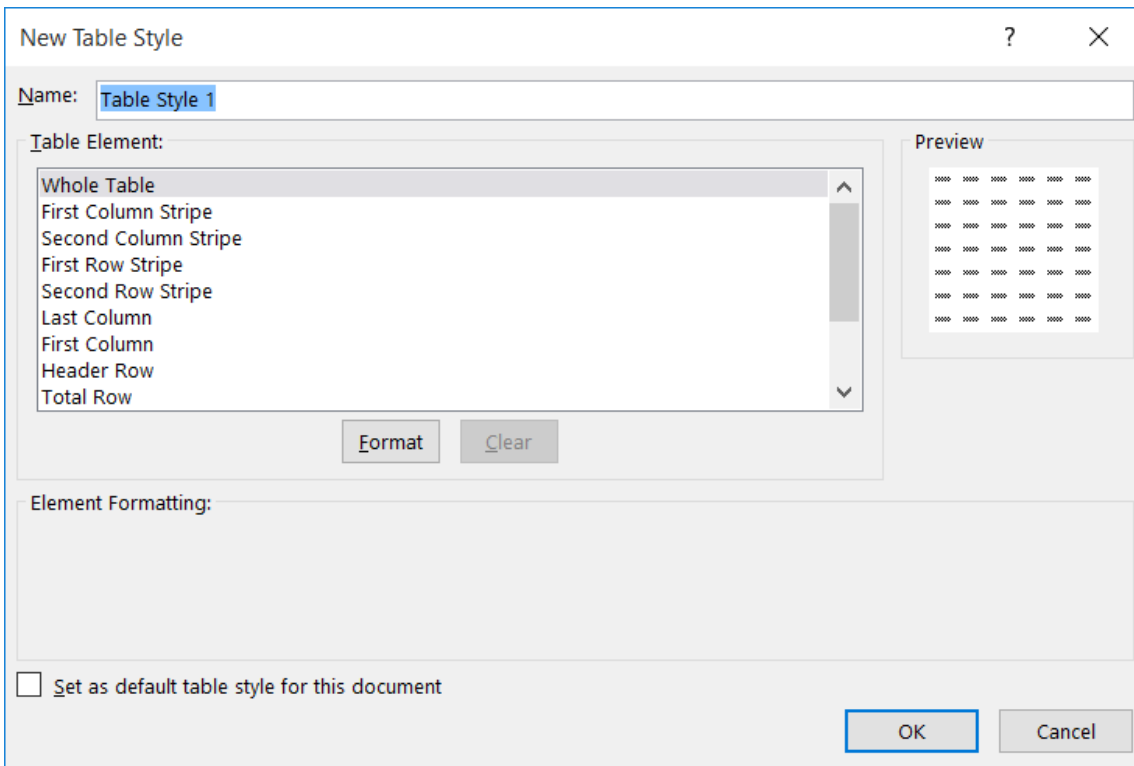 New Table Style ?
Name: Table Style 1
Table Element:
Preview
Whole Table
First Column Stripe
Second Column Stripe
First Row Stripe
Second Row Stripe
Last Column
First Column
Header Row
Total Row
Format Clear
Element Formatting:
Set as default table style for this document
OK Cancel